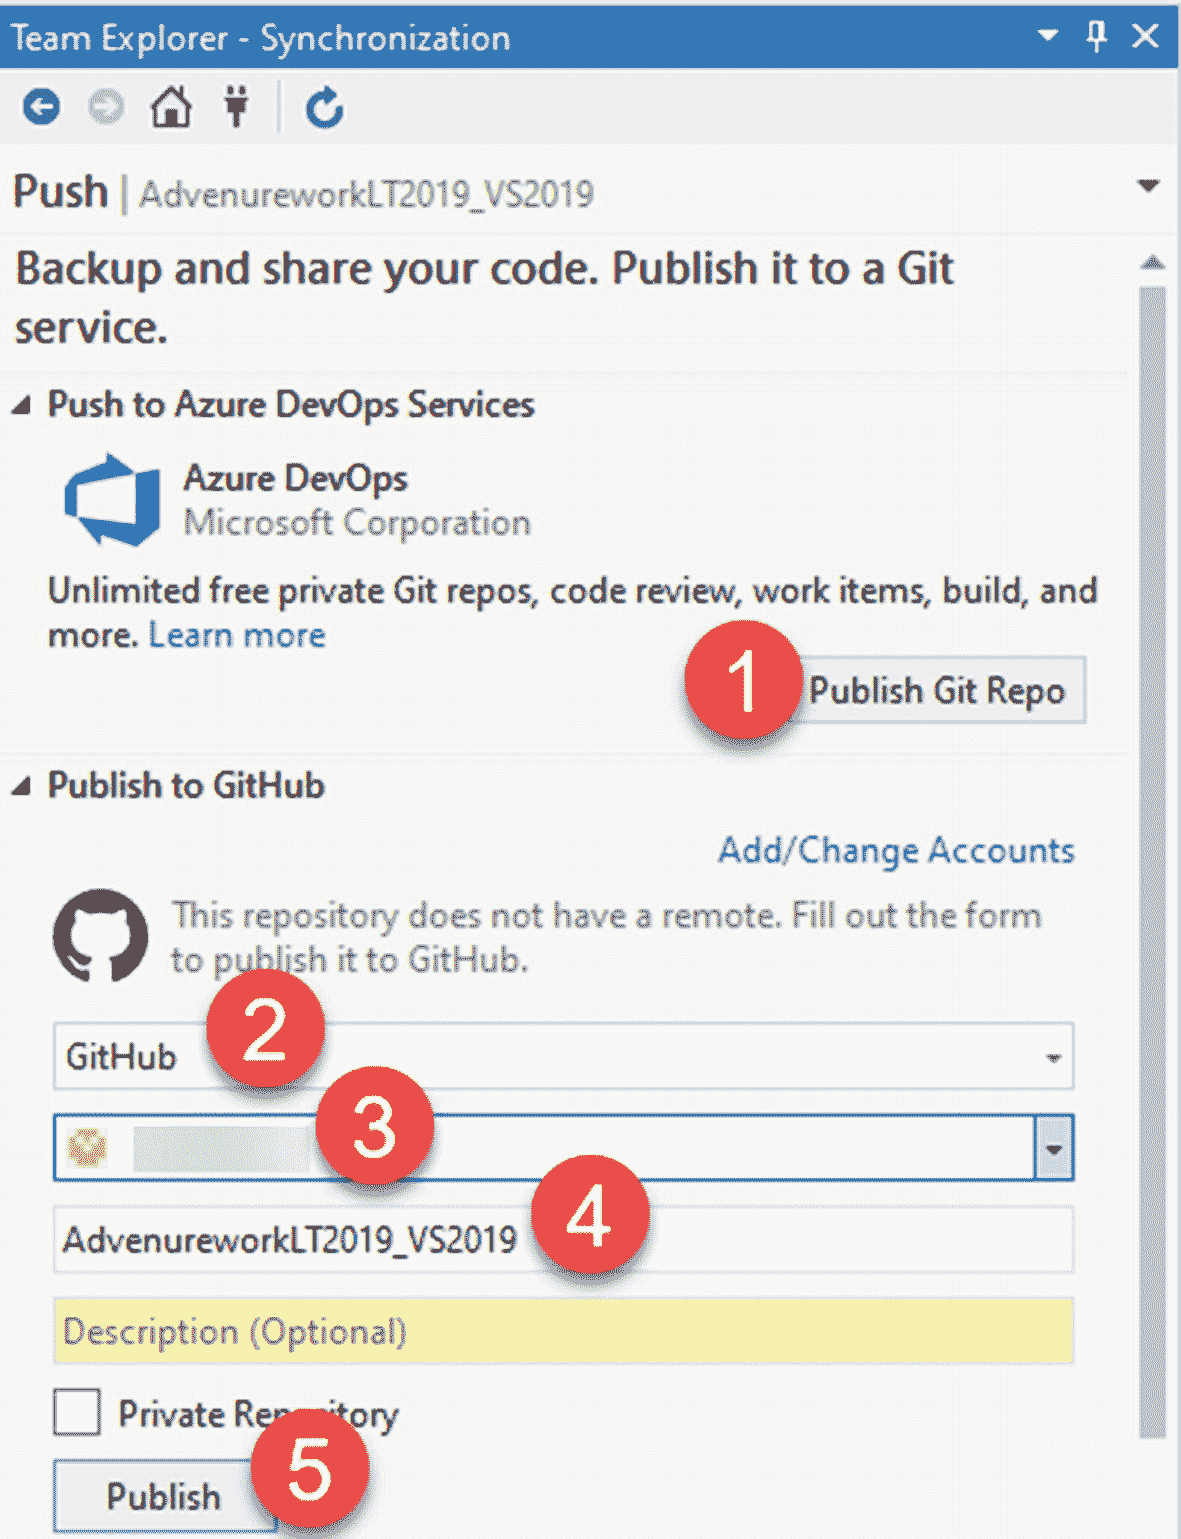 Team Explorer - Synchronization
Push | AdvenureworkLT2019_VS2019
Backup and share your code. Publish it to a Git
service.
Push to Azure DevOps Services
Azure DevOps
Microsoft Corporation
Unlimited free private Git repos, code review, work items, build, and
more. Learn more
1 Publish Git Repo
Publish to GitHub
Add/Change Accounts
This repository does not have a remote. Fill out the form
to publish it to GitHub.
2
GitHub
3
4
AdvenureworkLT2019_VS2019
Description (Optional)
Private Repository
Publish 5